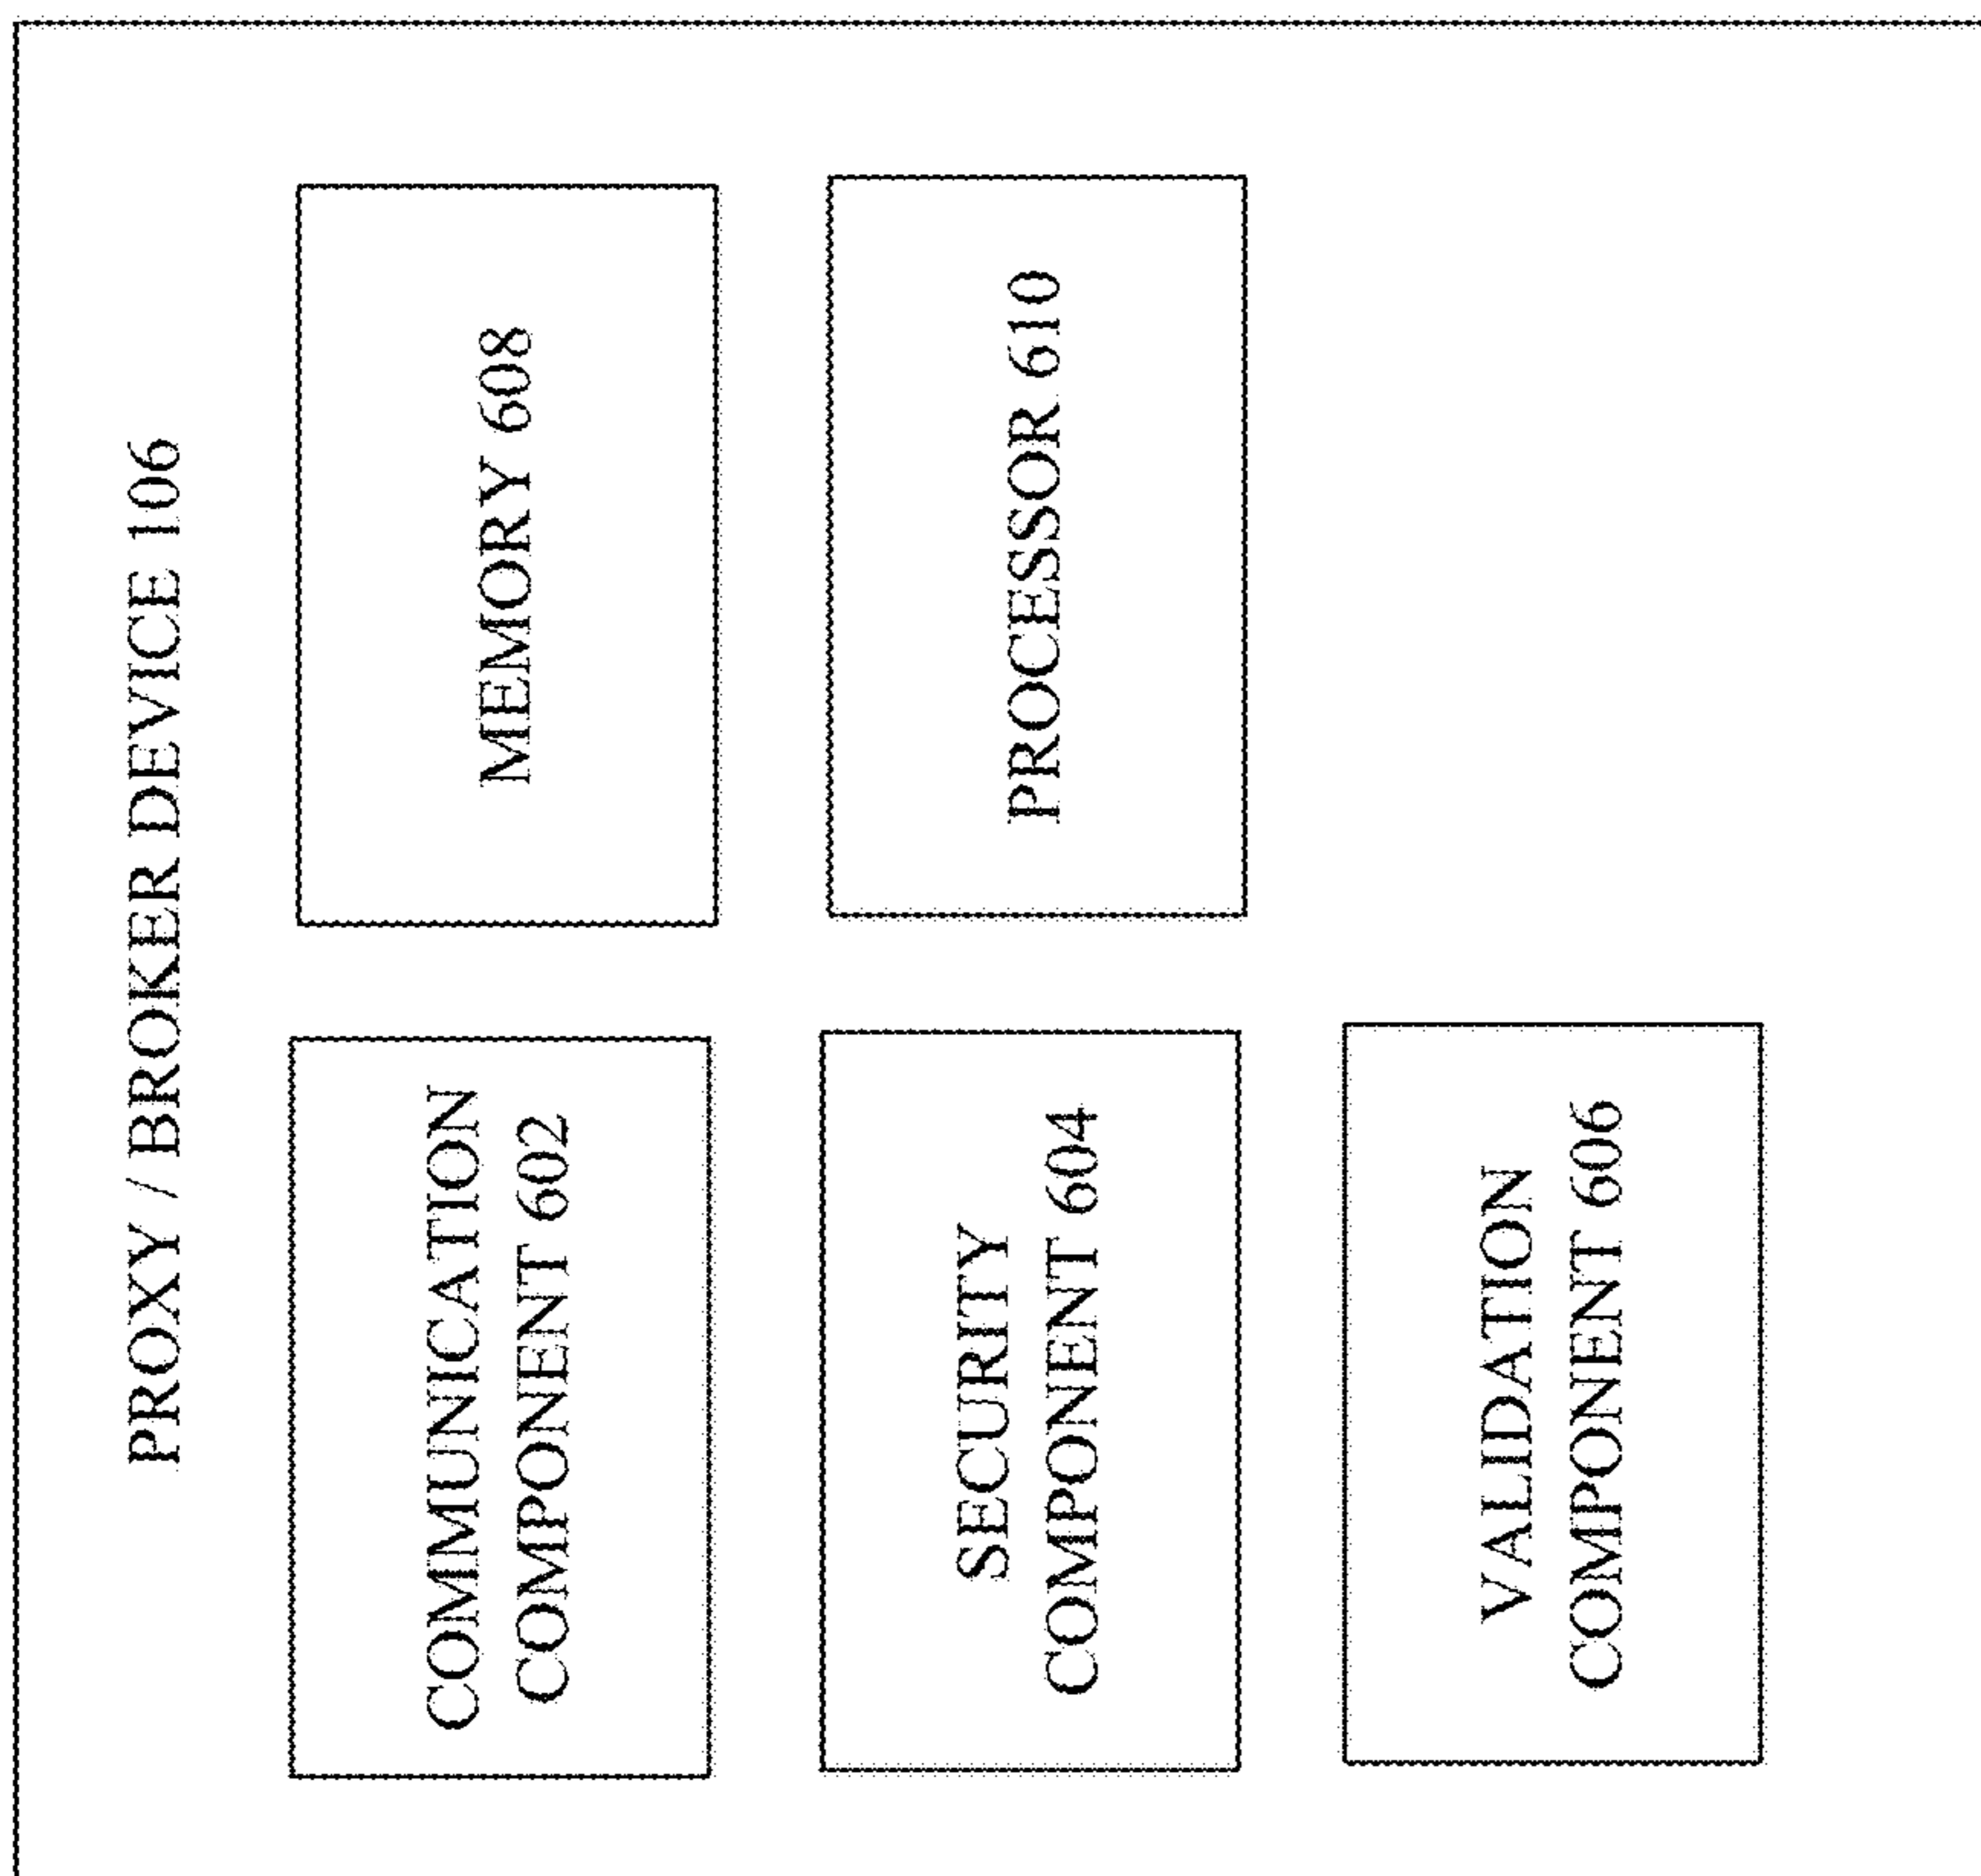 PROXY / BROKER DEVICE 106
COMMUNICATION
COMPONENT 602
MEMORY 608
SECURITY
COMPONENT 604
PROCESSOR 610
VALIDATION
COMPONENT 606